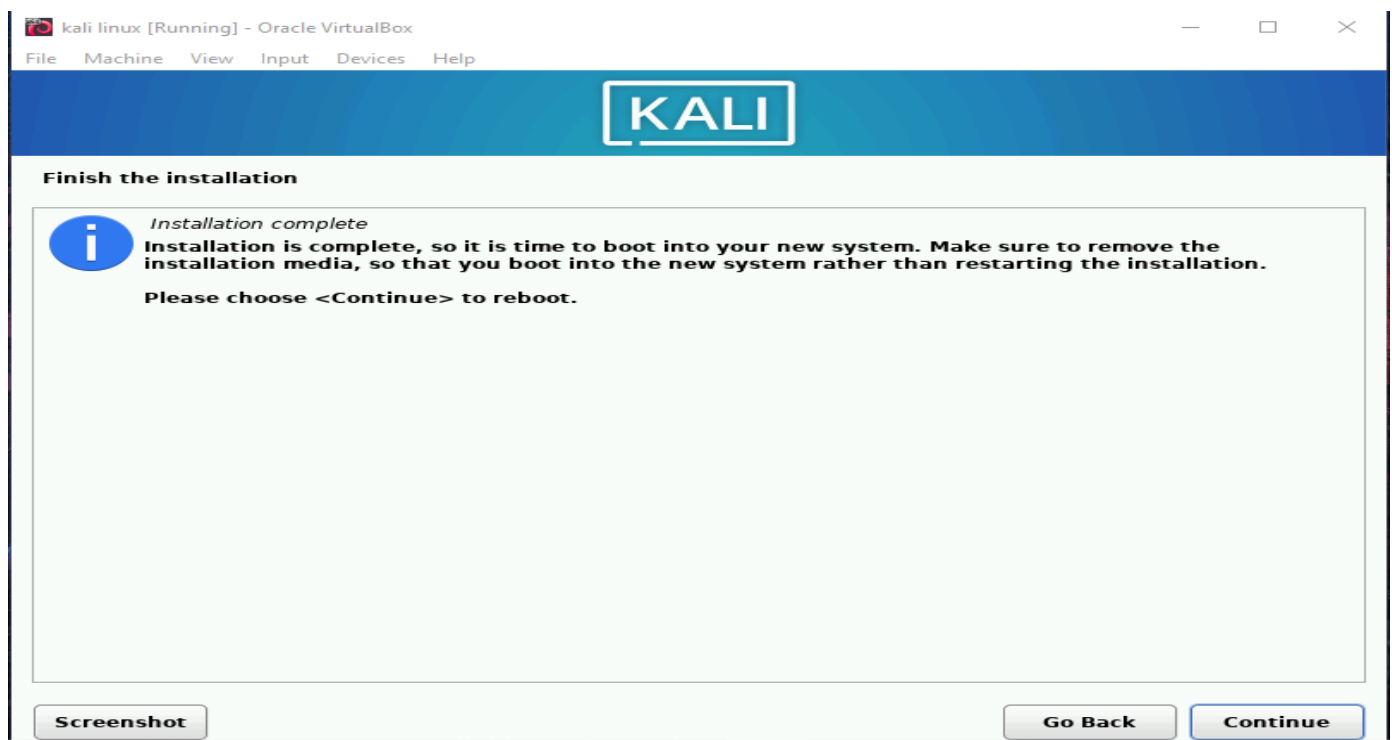 kali linux [Running] - Oracle VirtualBox
File Machine View Input Devices Help
KALI
Finish the installation
Installation complete
Installation is complete, so it is time to boot into your new system. Make sure to remove the
installation media, so that you boot into the new system rather than restarting the installation.
Please choose <Continue> to reboot.
Screenshot Go Back Continue